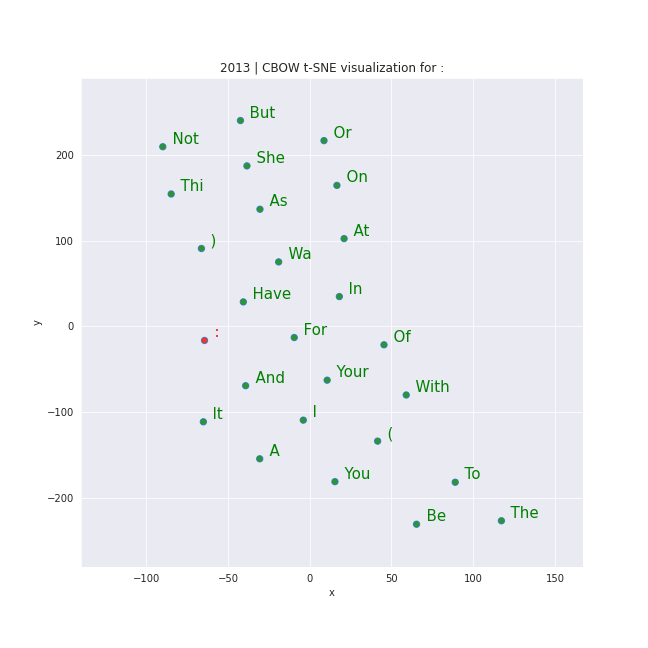 2013 | CBOW t-SNE visualization for :
But
Not
Or
She
On
Thi
As
At
)
Wa
Have
In
:
For
Of
And
Your
With
It
I
(
A
You
To
Be
The
200
100
0
−100
−200
y
−100 −50 0 50 100 150
x